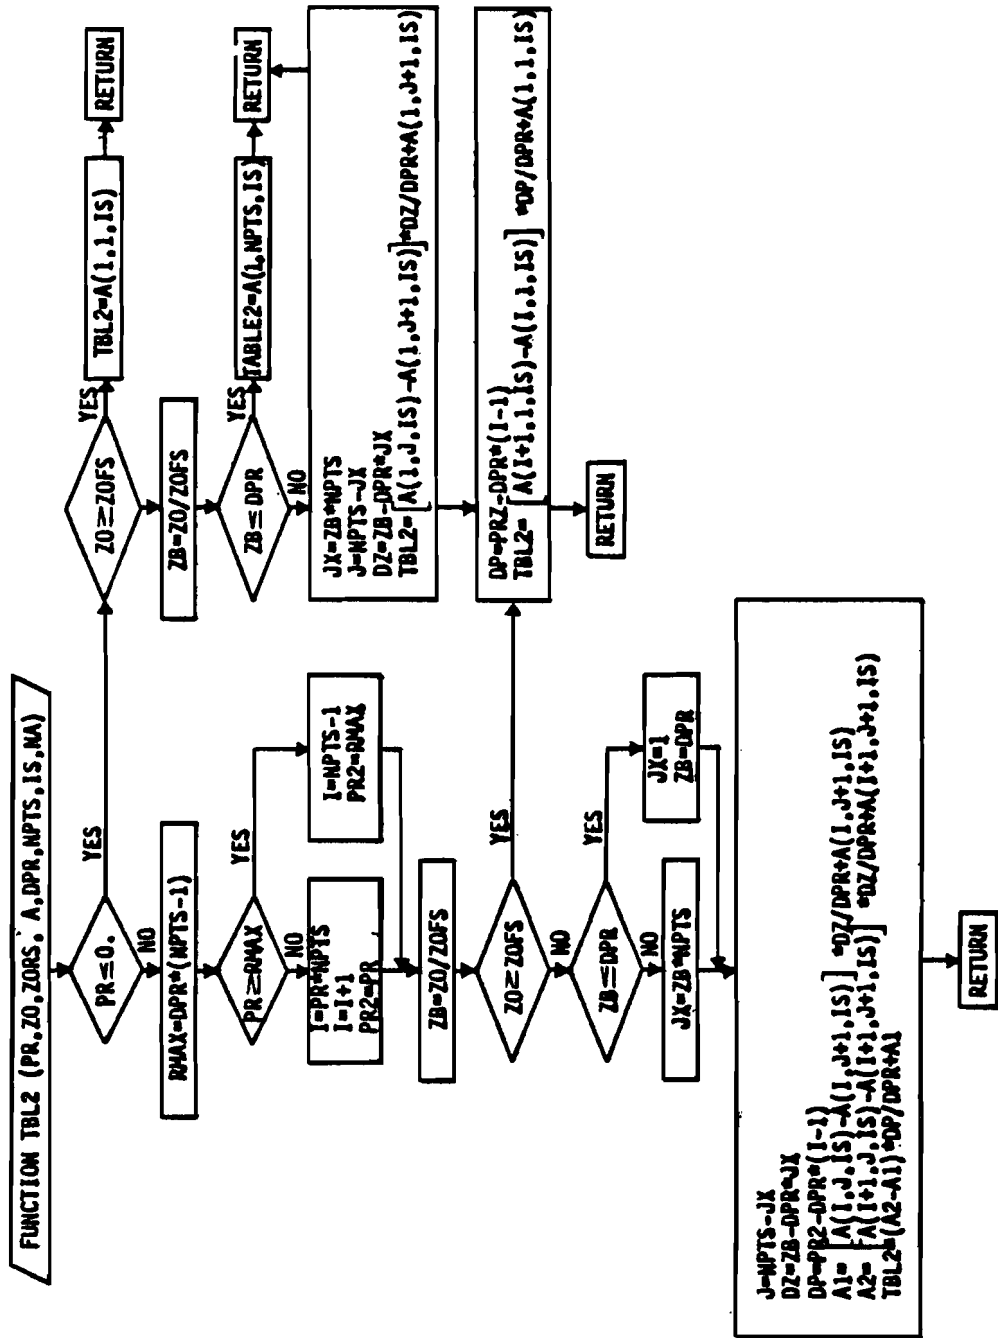 FUNCTION TBL2 (PR,ZO,ZORS, A,DPR,NPTS,IS,NA)
PR≤0.
YES
NO
ZO≥ZOFS
YES
TBL2=A(1,1,IS)
RETURN
ZB=ZO/ZOFS
ZB≤DPR
YES
TABLE2=A(1,NPTS,IS)
RETURN
NO
JX=ZB*NPTS
J=NPTS-JX
DZ=ZB-DPR*JX
TBL2=[A(1,J,IS)-A(1,J+1,IS)]*DZ/DPR+A(1,J+1,IS)
RMAX=DPR*(NPTS-1)
PR≥RMAX
YES
NO
I=NPTS-1
PR2=RMAX
I=PR*NPTS
I=I+1
PR2=PR
ZB=ZO/ZOFS
ZO≥ZOFS
YES
NO
DP=PRZ-DPR*(I-1)
TBL2=[A(I+1,1,IS)-A(I,1,IS)] *DP/DPR+A(1,1,IS)
RETURN
ZB≤DPR
YES
NO
JX=1
ZB=DPR
JX=ZB*NPTS
J=NPTS-JX
DZ=ZB-DPR*JX
DP=PR2-DPR*(I-1)
A1=[A(I,J,IS)-A(I,J+1,IS)] *DZ/DPR+A(1,J+1,IS)
A2=[A(I+1,J,IS)-A(I+1,J+1,IS)] *DZ/DPR+A(I+1,J+1,IS)
TBL2=(A2-A1)*DP/DPR+A1
RETURN